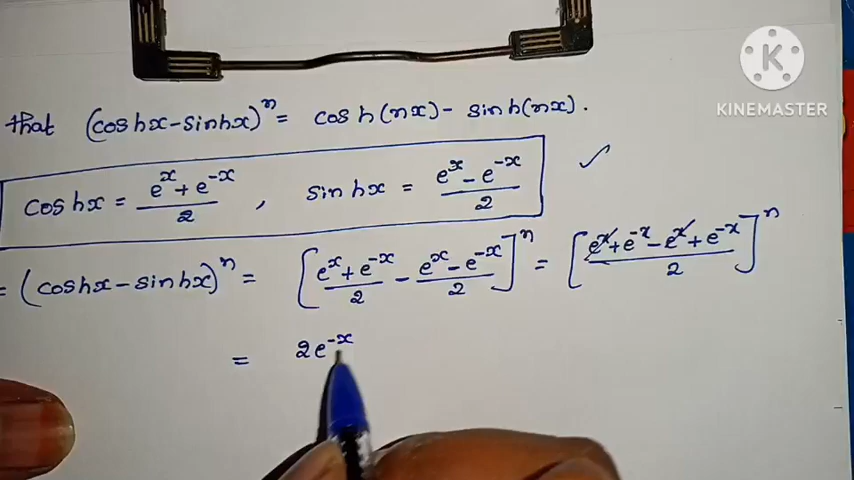 KINEMASTER
that (coshx-sinhx)^n = cosh(nx) - sinh(nx).
coshx = (e^x + e^-x)/2 , sinhx = (e^x - e^-x)/2 ✓
= (coshx - sinhx)^n = [(e^x + e^-x)/2 - (e^x - e^-x)/2]^n = [(e^x + e^-x - e^x + e^-x)/2]^n
= 2e^-x